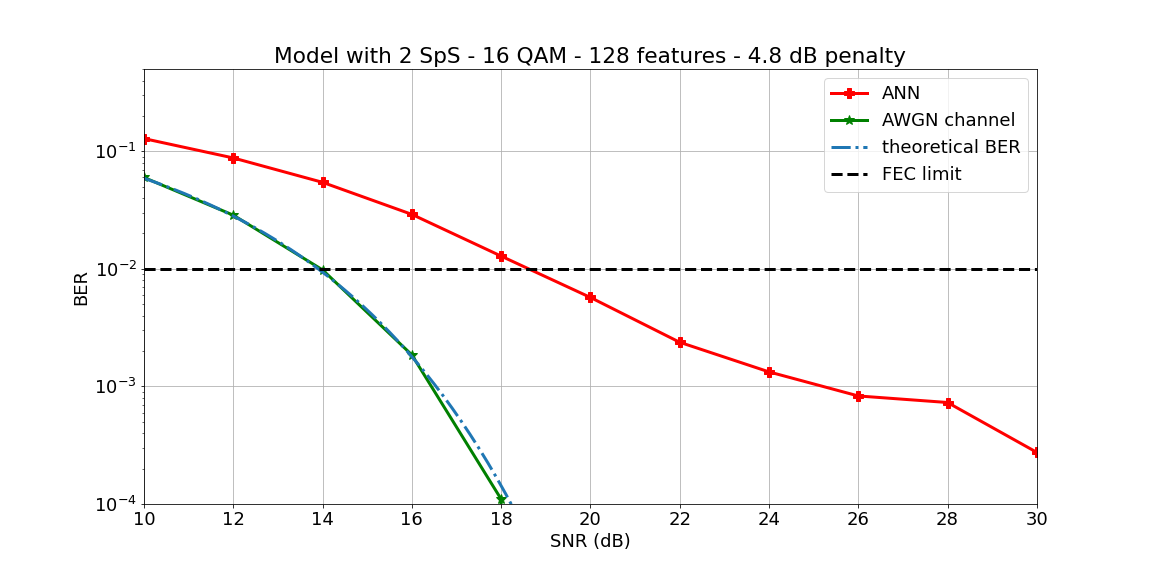 Model with 2 SpS - 16 QAM - 128 features - 4.8 dB penalty
ANN
AWGN channel
theoretical BER
FEC limit
BER
10⁻¹
10⁻²
10⁻³
10⁻⁴
10 12 14 16 18 20 22 24 26 28 30
SNR (dB)